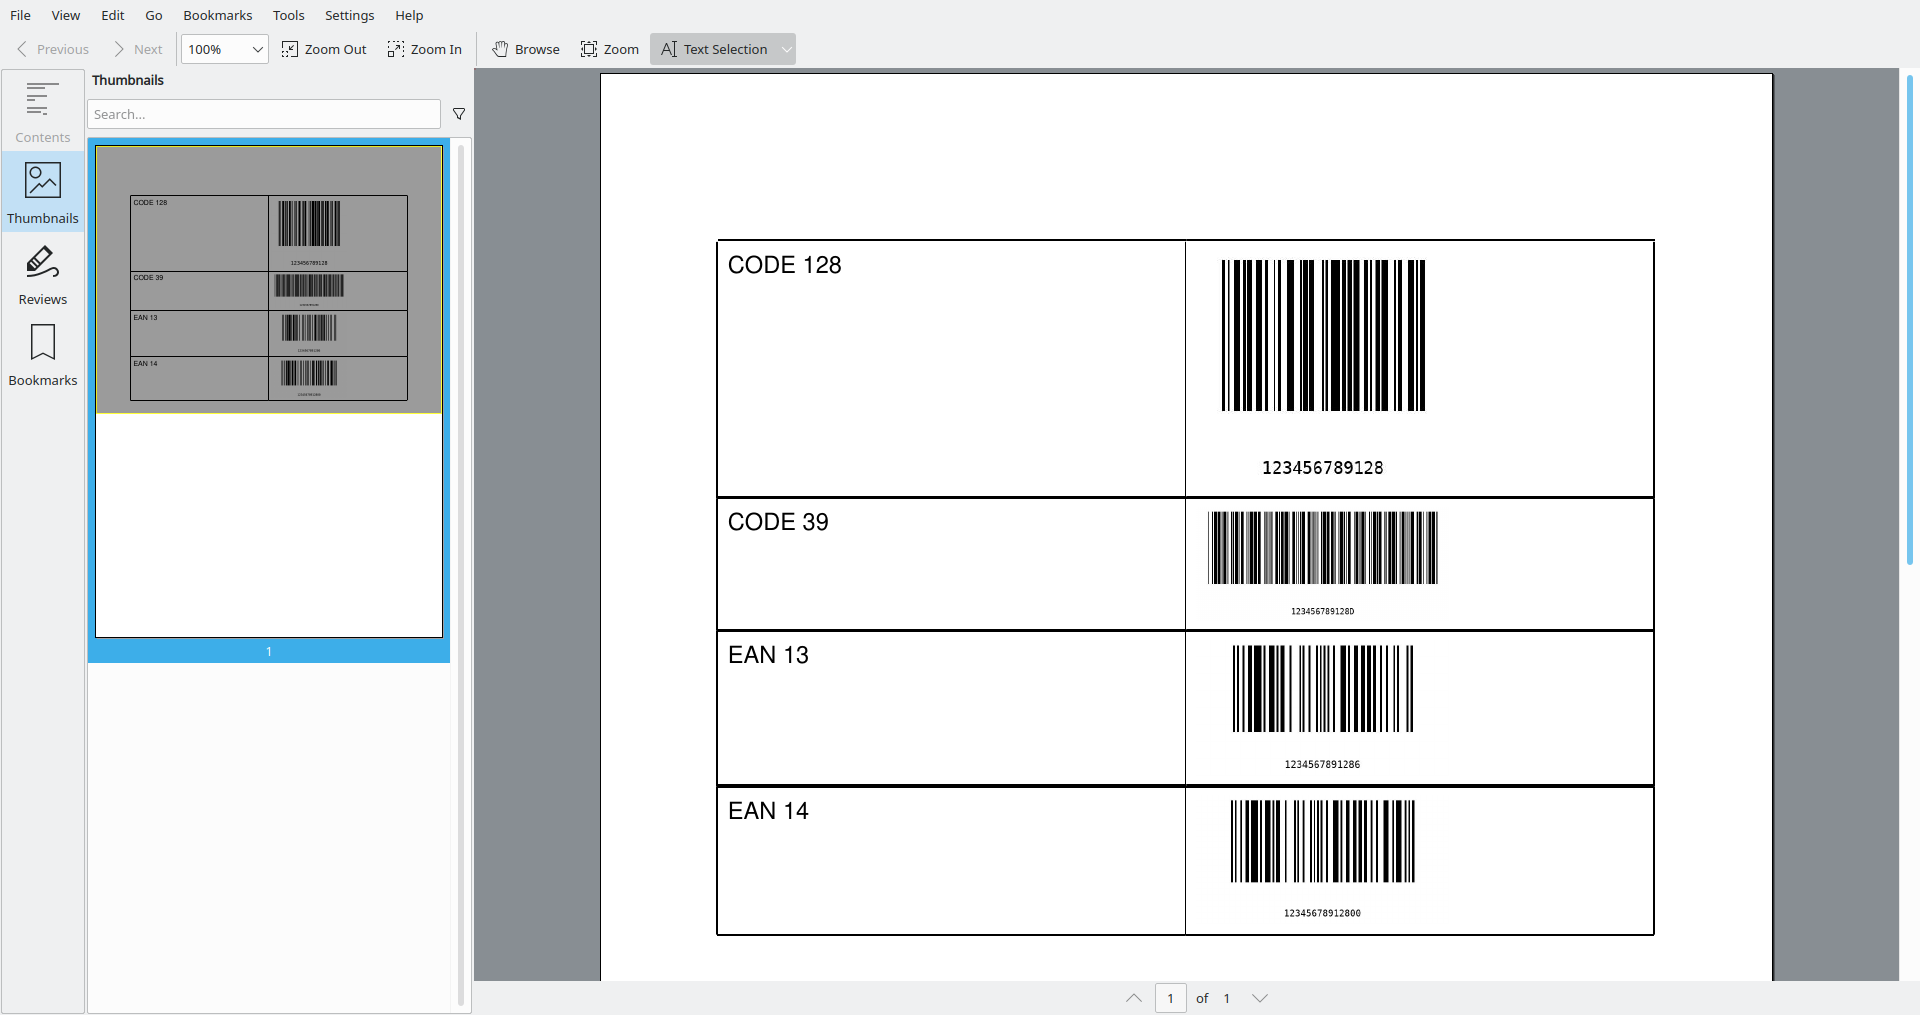 File View Edit Go Bookmarks Tools Settings Help
Previous Next 100% Zoom Out Zoom In Browse Zoom Text Selection
Contents
Thumbnails
Reviews
Bookmarks
Thumbnails
Search...
CODE 128
123456789128
CODE 39
EAN 13
EAN 14
1
CODE 128
123456789128
CODE 39
123456789128D
EAN 13
1234567891286
EAN 14
12345678912800
1 of 1